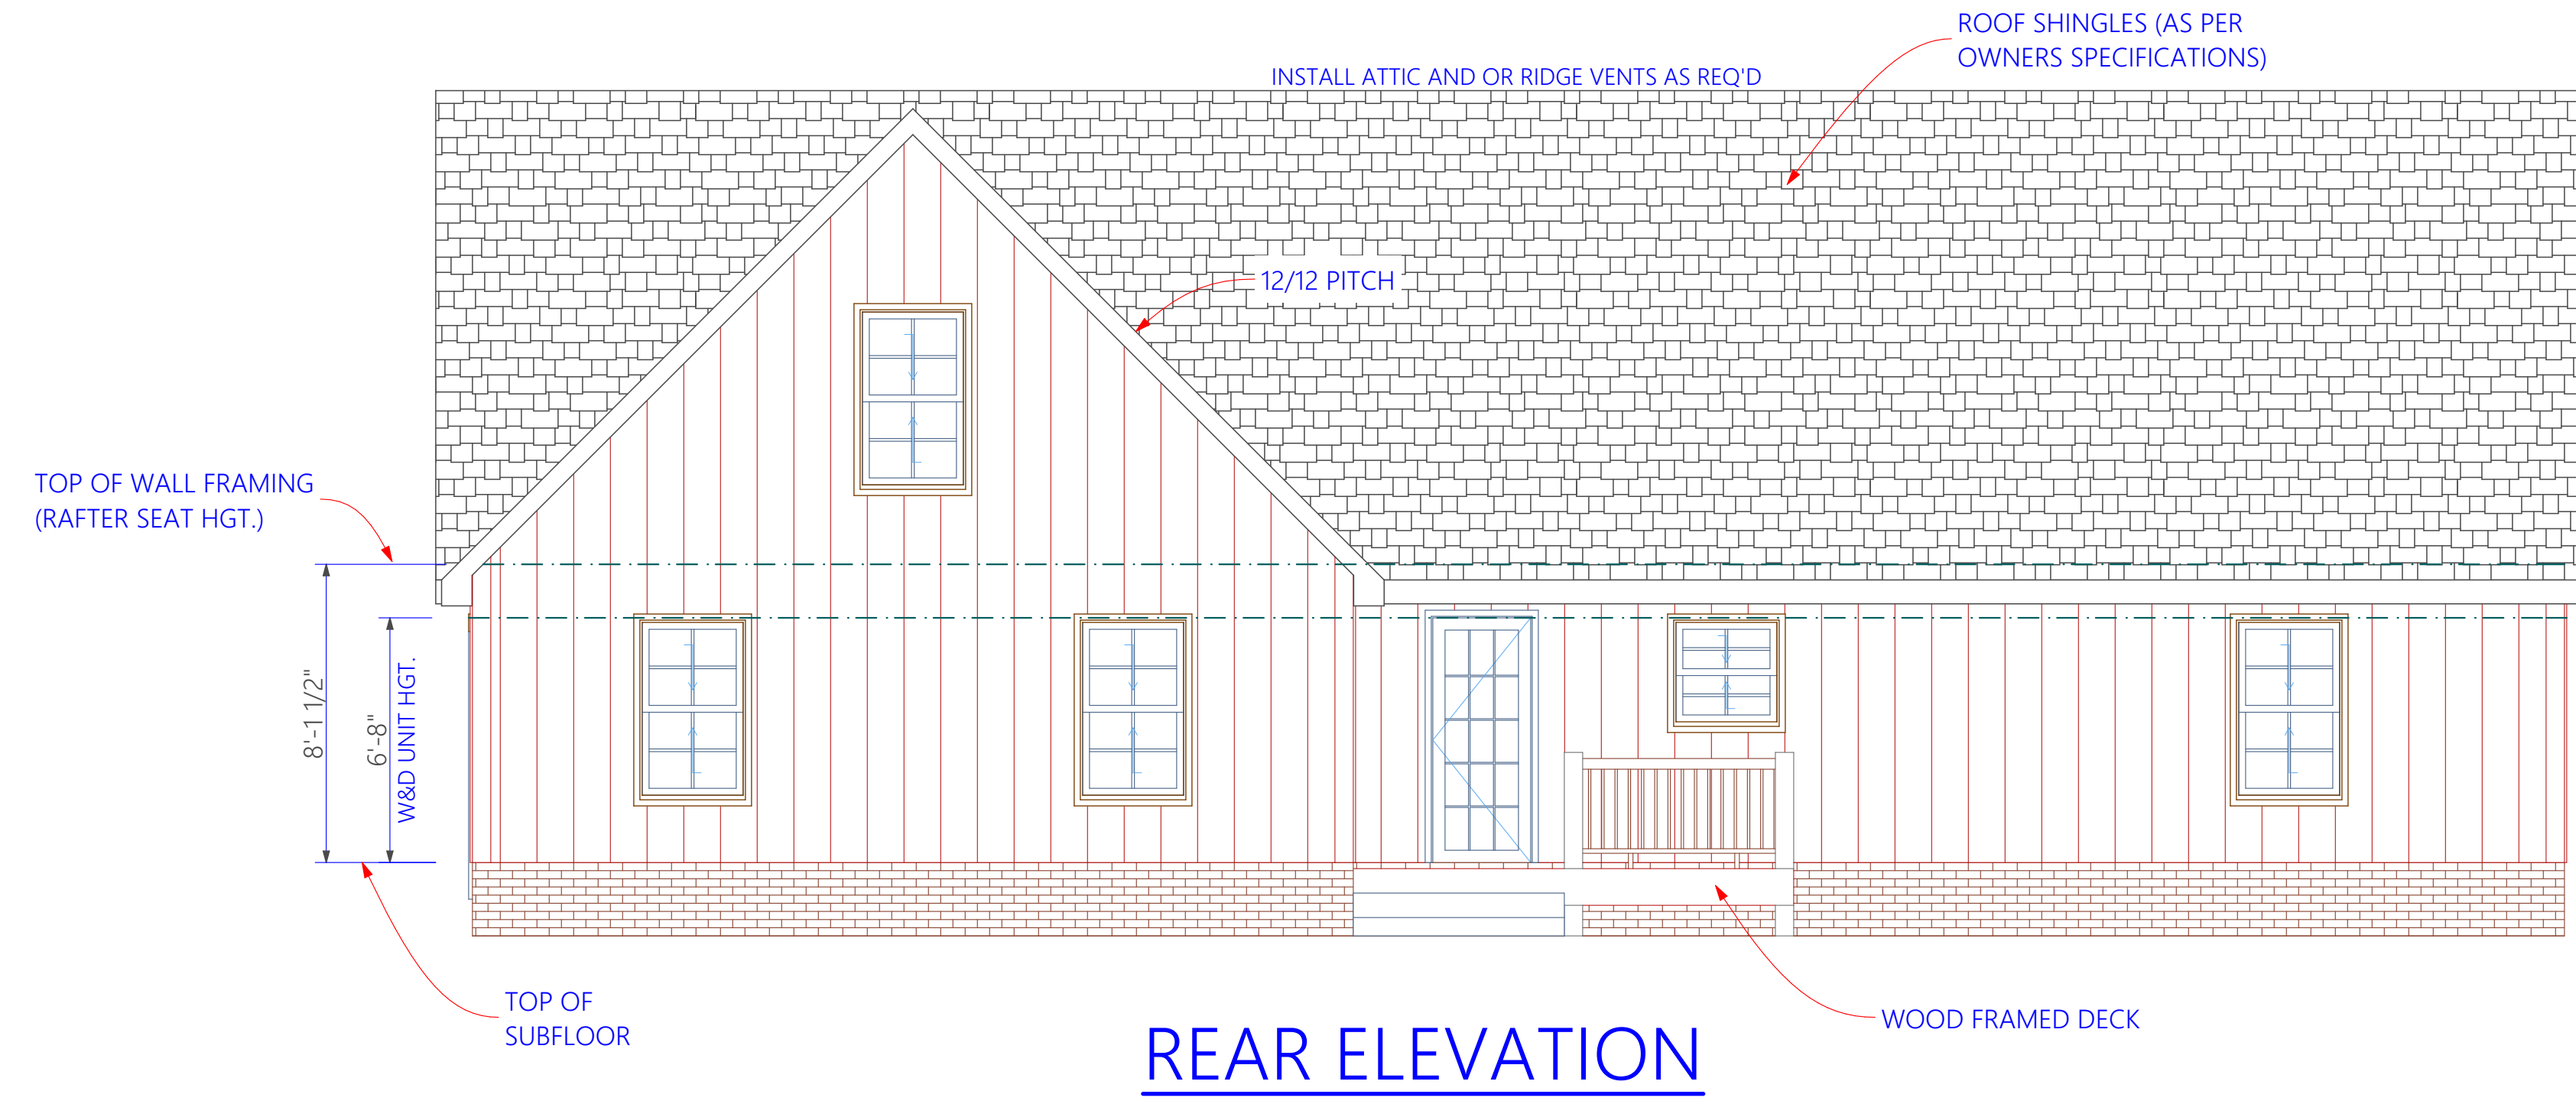 ROOF SHINGLES (AS PER
OWNERS SPECIFICATIONS)
INSTALL ATTIC AND OR RIDGE VENTS AS REQ'D
12/12 PITCH
TOP OF WALL FRAMING
(RAFTER SEAT HGT.)
8'-1 1/2"
6'-8"
W&D UNIT HGT.
TOP OF
SUBFLOOR
WOOD FRAMED DECK
REAR ELEVATION